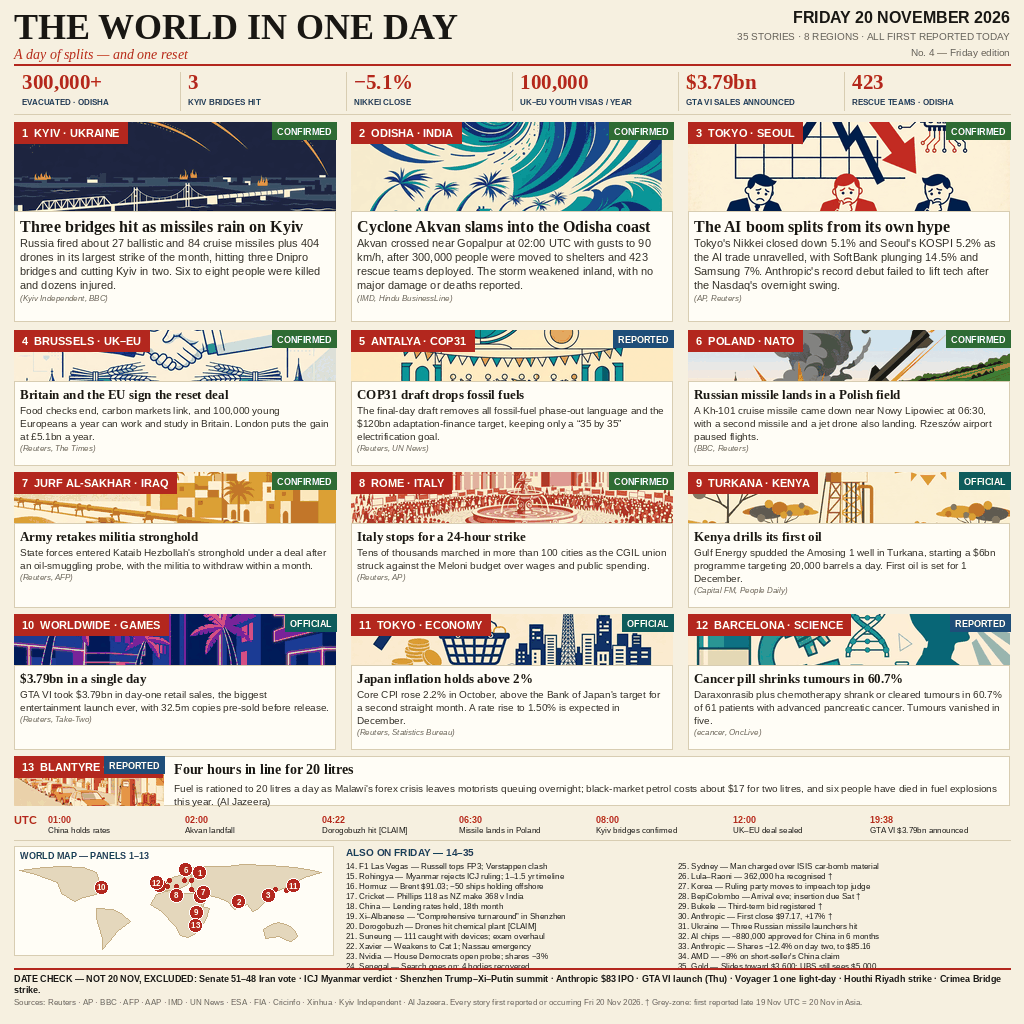 THE WORLD IN ONE DAY
A day of splits — and one reset
FRIDAY 20 NOVEMBER 2026
35 STORIES · 8 REGIONS · ALL FIRST REPORTED TODAY
No. 4 — Friday edition
300,000+
EVACUATED · ODISHA
3
KYIV BRIDGES HIT
−5.1%
NIKKEI CLOSE
100,000
UK–EU YOUTH VISAS / YEAR
$3.79bn
GTA VI SALES ANNOUNCED
423
RESCUE TEAMS · ODISHA
1 KYIV · UKRAINE
CONFIRMED
Three bridges hit as missiles rain on Kyiv
Russia fired about 27 ballistic and 84 cruise missiles plus 404
drones in its largest strike of the month, hitting three Dnipro
bridges and cutting Kyiv in two. Six to eight people were killed
and dozens injured.
(Kyiv Independent, BBC)
2 ODISHA · INDIA
CONFIRMED
Cyclone Akvan slams into the Odisha coast
Akvan crossed near Gopalpur at 02:00 UTC with gusts to 90
km/h, after 300,000 people were moved to shelters and 423
rescue teams deployed. The storm weakened inland, with no
major damage or deaths reported.
(IMD, Hindu BusinessLine)
3 TOKYO · SEOUL
CONFIRMED
The AI boom splits from its own hype
Tokyo's Nikkei closed down 5.1% and Seoul's KOSPI 5.2% as
the AI trade unravelled, with SoftBank plunging 14.5% and
Samsung 7%. Anthropic's record debut failed to lift tech after
the Nasdaq's overnight swing.
(AP, Reuters)
4 BRUSSELS · UK–EU
CONFIRMED
Britain and the EU sign the reset deal
Food checks end, carbon markets link, and 100,000 young
Europeans a year can work and study in Britain. London puts the gain
at £5.1bn a year.
(Reuters, The Times)
5 ANTALYA · COP31
REPORTED
COP31 draft drops fossil fuels
The final-day draft removes all fossil-fuel phase-out language and the
$120bn adaptation-finance target, keeping only a “35 by 35”
electrification goal.
(Reuters, UN News)
6 POLAND · NATO
CONFIRMED
Russian missile lands in a Polish field
A Kh-101 cruise missile came down near Nowy Lipowiec at 06:30,
with a second missile and a jet drone also landing. Rzeszów airport
paused flights.
(BBC, Reuters)
7 JURF AL-SAKHAR · IRAQ
CONFIRMED
Army retakes militia stronghold
State forces entered Kataib Hezbollah's stronghold under a deal after
an oil-smuggling probe, with the militia to withdraw within a month.
(Reuters, AFP)
8 ROME · ITALY
CONFIRMED
Italy stops for a 24-hour strike
Tens of thousands marched in more than 100 cities as the CGIL union
struck against the Meloni budget over wages and public spending.
(Reuters, AP)
9 TURKANA · KENYA
OFFICIAL
Kenya drills its first oil
Gulf Energy spudded the Amosing 1 well in Turkana, starting a $6bn
programme targeting 20,000 barrels a day. First oil is set for 1
December.
(Capital FM, People Daily)
10 WORLDWIDE · GAMES
OFFICIAL
$3.79bn in a single day
GTA VI took $3.79bn in day-one retail sales, the biggest
entertainment launch ever, with 32.5m copies pre-sold before release.
(Reuters, Take-Two)
11 TOKYO · ECONOMY
OFFICIAL
Japan inflation holds above 2%
Core CPI rose 2.2% in October, above the Bank of Japan's target for
a second straight month. A rate rise to 1.50% is expected in
December.
(Reuters, Statistics Bureau)
12 BARCELONA · SCIENCE
REPORTED
Cancer pill shrinks tumours in 60.7%
Daraxonrasib plus chemotherapy shrank or cleared tumours in 60.7%
of 61 patients with advanced pancreatic cancer. Tumours vanished in
five.
(ecancer, OncLive)
13 BLANTYRE
REPORTED
Four hours in line for 20 litres
Fuel is rationed to 20 litres a day as Malawi's forex crisis leaves motorists queuing overnight; black-market petrol costs about $17 for two litres, and six people have died in fuel explosions
this year. (Al Jazeera)
UTC
01:00
China holds rates
02:00
Akvan landfall
04:22
Dorogobuzh hit [CLAIM]
06:30
Missile lands in Poland
08:00
Kyiv bridges confirmed
12:00
UK–EU deal sealed
19:38
GTA VI $3.79bn announced
WORLD MAP — PANELS 1–13
6
1
12
10
8
7
3
11
2
9
13
ALSO ON FRIDAY — 14–35
14. F1 Las Vegas — Russell tops FP3; Verstappen clash
15. Rohingya — Myanmar rejects ICJ ruling; 1–1.5 yr timeline
16. Hormuz — Brent $91.03; ~50 ships holding offshore
17. Cricket — Phillips 118 as NZ make 368 v India
18. China — Lending rates held, 18th month
19. Xi–Albanese — “Comprehensive turnaround” in Shenzhen
20. Dorogobuzh — Drones hit chemical plant [CLAIM]
21. Suneung — 111 caught with devices; exam overhaul
22. Xavier — Weakens to Cat 1; Nassau emergency
23. Nvidia — House Democrats open probe; shares −3%
24. Senegal — Search goes on; 4 bodies recovered
25. Sydney — Man charged over ISIS car-bomb material
26. Lula–Raoni — 362,000 ha recognised †
27. Korea — Ruling party moves to impeach top judge
28. BepiColombo — Arrival eve; insertion due Sat †
29. Bukele — Third-term bid registered †
30. Anthropic — First close $97.17, +17% †
31. Ukraine — Three Russian missile launchers hit
32. AI chips — ~880,000 approved for China in 6 months
33. Anthropic — Shares −12.4% on day two, to $85.16
34. AMD — −8% on short-seller's China claim
35. Gold — Slides toward $3,600; UBS still sees $5,000
DATE CHECK — NOT 20 NOV, EXCLUDED: Senate 51–48 Iran vote · ICJ Myanmar verdict · Shenzhen Trump–Xi–Putin summit · Anthropic $83 IPO · GTA VI launch (Thu) · Voyager 1 one light-day · Houthi Riyadh strike · Crimea Bridge
strike.
Sources: Reuters · AP · BBC · AFP · AAP · IMD · UN News · ESA · FIA · Cricinfo · Xinhua · Kyiv Independent · Al Jazeera. Every story first reported or occurring Fri 20 Nov 2026. † Grey-zone: first reported late 19 Nov UTC = 20 Nov in Asia.